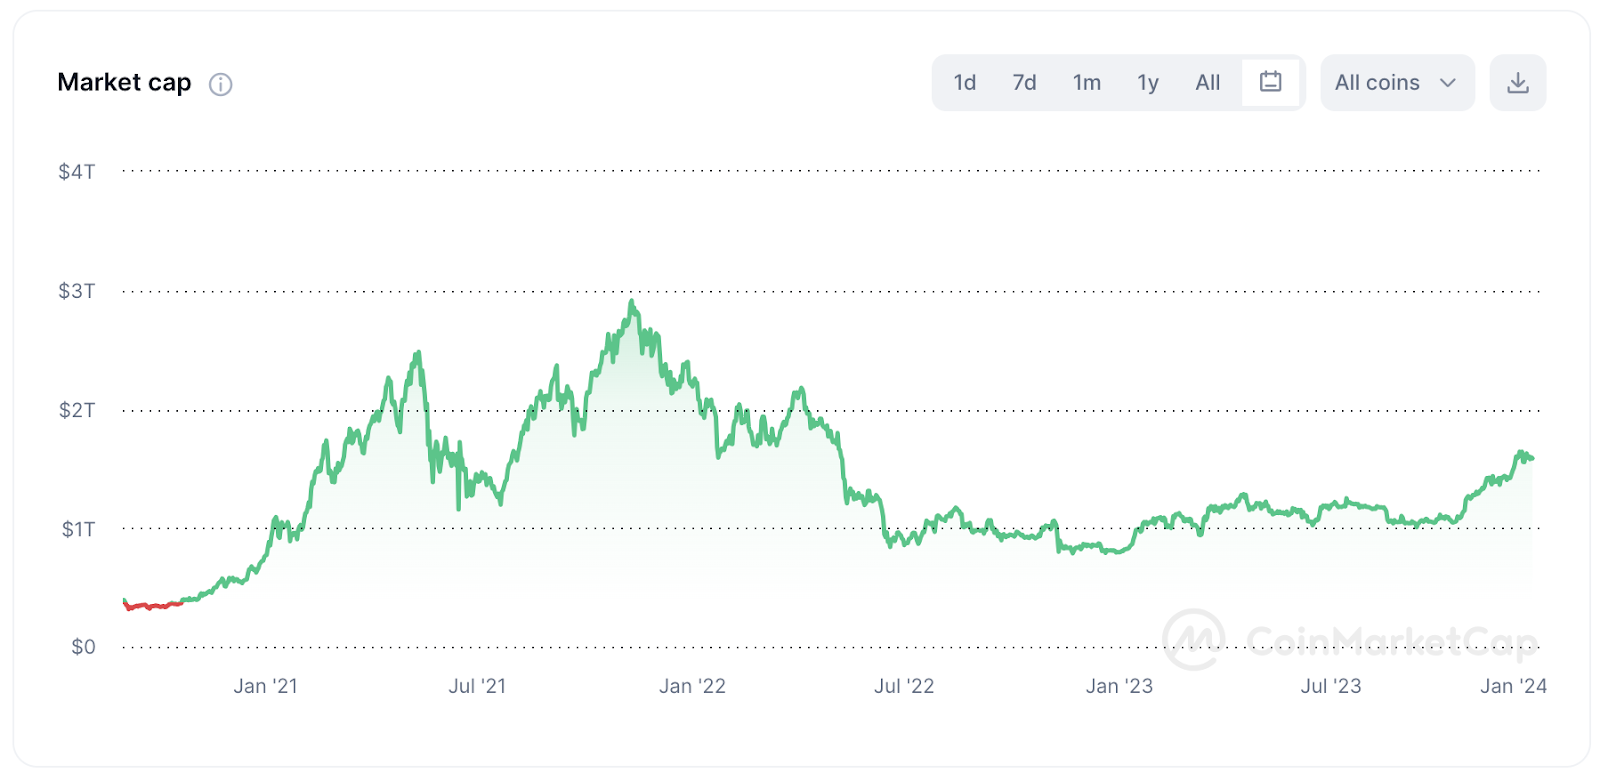 Market cap
1d 7d 1m 1y All All coins
$4T
$3T
$2T
$1T
$0
CoinMarketCap
Jan '21 Jul '21 Jan '22 Jul '22 Jan '23 Jul '23 Jan '24